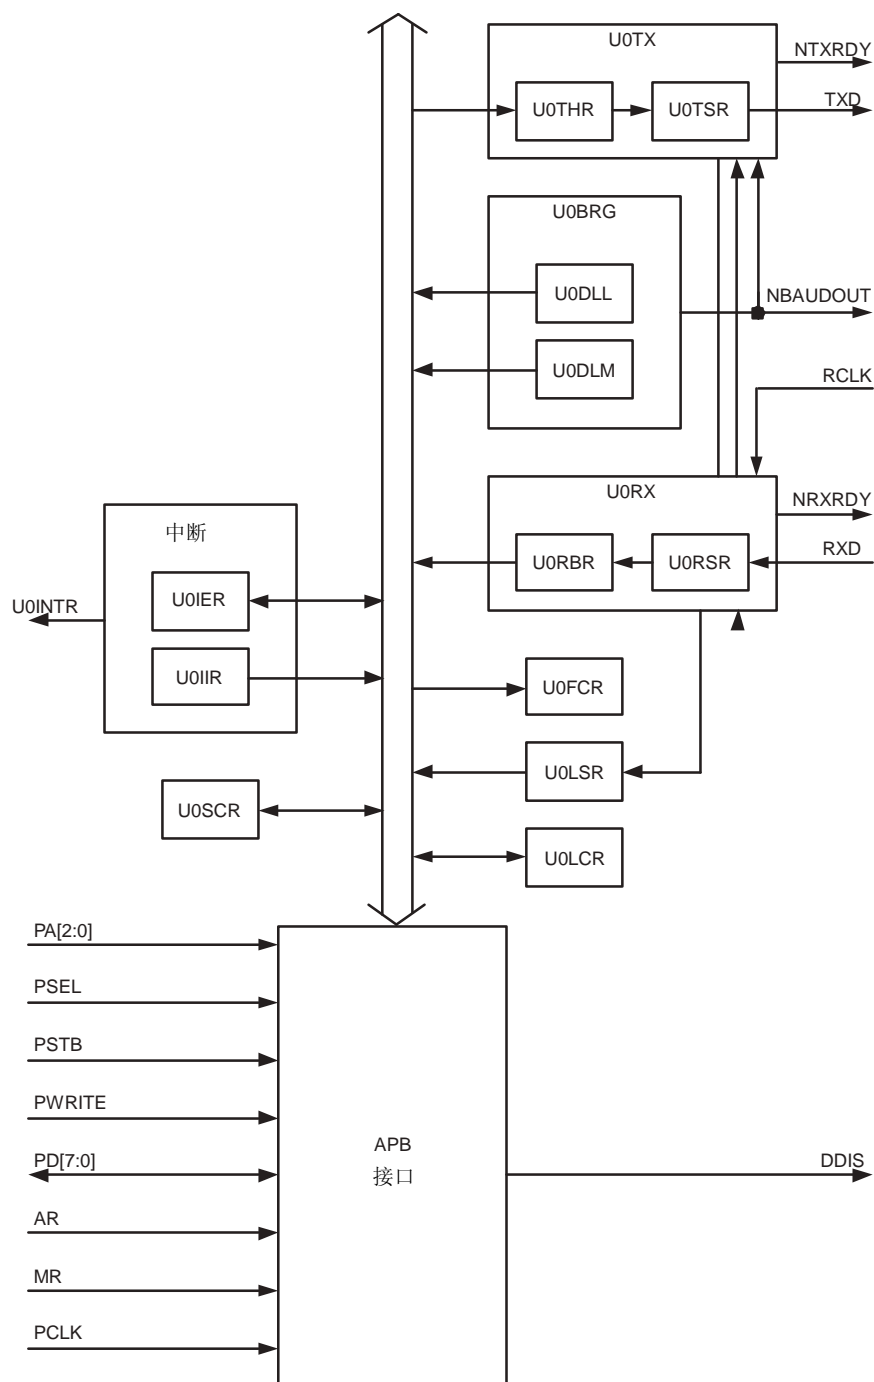 U0TX
NTXRDY
U0THR
U0TSR
TXD
U0BRG
U0DLL
NBAUDOUT
U0DLM
RCLK
U0RX
NRXRDY
中断
U0RBR
U0RSR
RXD
U0INTR
U0IER
U0IIR
U0FCR
U0LSR
U0SCR
U0LCR
PA[2:0]
PSEL
PSTB
PWRITE
APB
接口
PD[7:0]
DDIS
AR
MR
PCLK